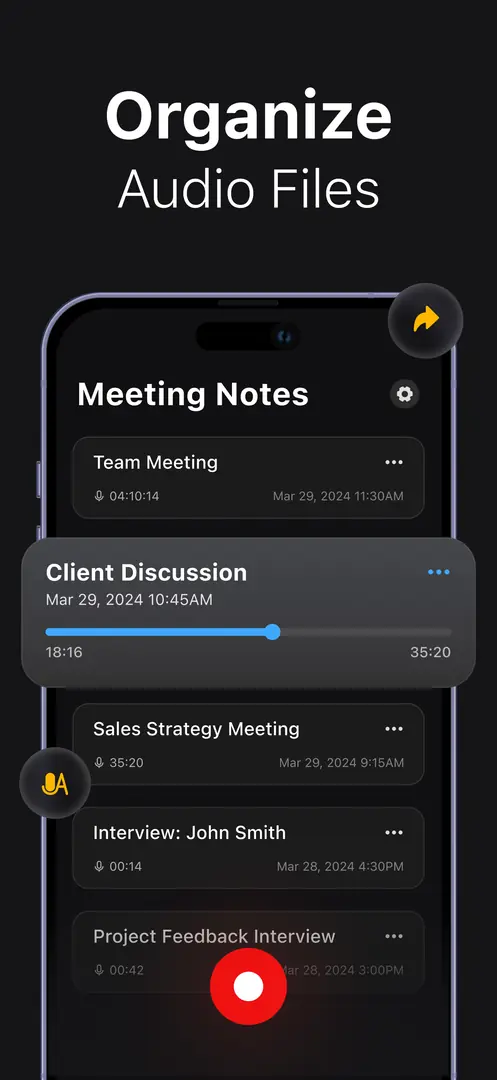 Organize
Audio Files
Meeting Notes
Team Meeting
04:10:14 Mar 29, 2024 11:30AM
Client Discussion
Mar 29, 2024 10:45AM
18:16 35:20
Sales Strategy Meeting
35:20 Mar 29, 2024 9:15AM
A
Interview: John Smith
00:14 Mar 28, 2024 4:30PM
Project Feedback Interview
00:42 Mar 28, 2024 3:00PM